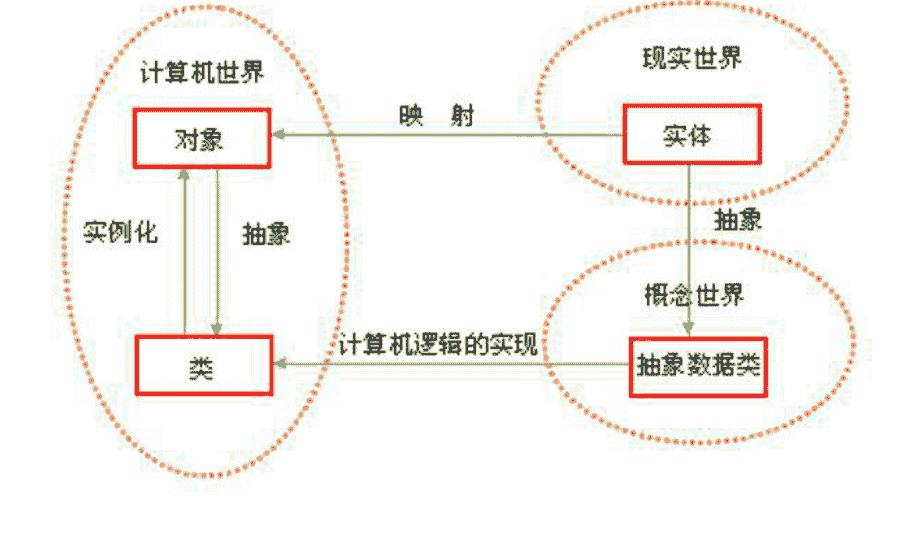 计算机世界
现实世界
映 射
对象
实体
实例化
抽象
抽象
概念世界
计算机逻辑的实现
类
抽象数据类